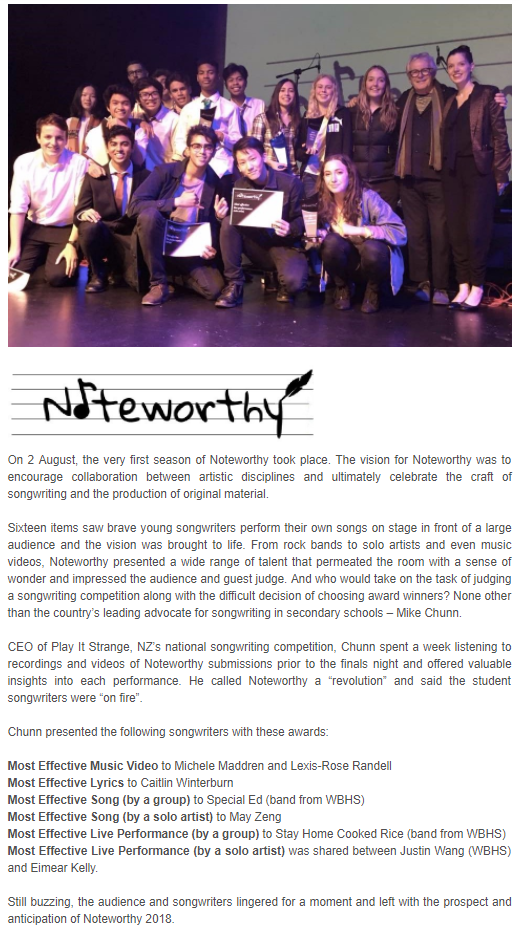 Noteworthy
Noteworthy
On 2 August, the very first season of Noteworthy took place. The vision for Noteworthy was to
encourage collaboration between artistic disciplines and ultimately celebrate the craft of
songwriting and the production of original material.
Sixteen items saw brave young songwriters perform their own songs on stage in front of a large
audience and the vision was brought to life. From rock bands to solo artists and even music
videos, Noteworthy presented a wide range of talent that permeated the room with a sense of
wonder and impressed the audience and guest judge. And who would take on the task of judging
a songwriting competition along with the difficult decision of choosing award winners? None other
than the country’s leading advocate for songwriting in secondary schools – Mike Chunn.
CEO of Play It Strange, NZ’s national songwriting competition, Chunn spent a week listening to
recordings and videos of Noteworthy submissions prior to the finals night and offered valuable
insights into each performance. He called Noteworthy a “revolution” and said the student
songwriters were “on fire”.
Chunn presented the following songwriters with these awards:
Most Effective Music Video to Michele Maddren and Lexis-Rose Randell
Most Effective Lyrics to Caitlin Winterburn
Most Effective Song (by a group) to Special Ed (band from WBHS)
Most Effective Song (by a solo artist) to May Zeng
Most Effective Live Performance (by a group) to Stay Home Cooked Rice (band from WBHS)
Most Effective Live Performance (by a solo artist) was shared between Justin Wang (WBHS)
and Eimear Kelly.
Still buzzing, the audience and songwriters lingered for a moment and left with the prospect and
anticipation of Noteworthy 2018.